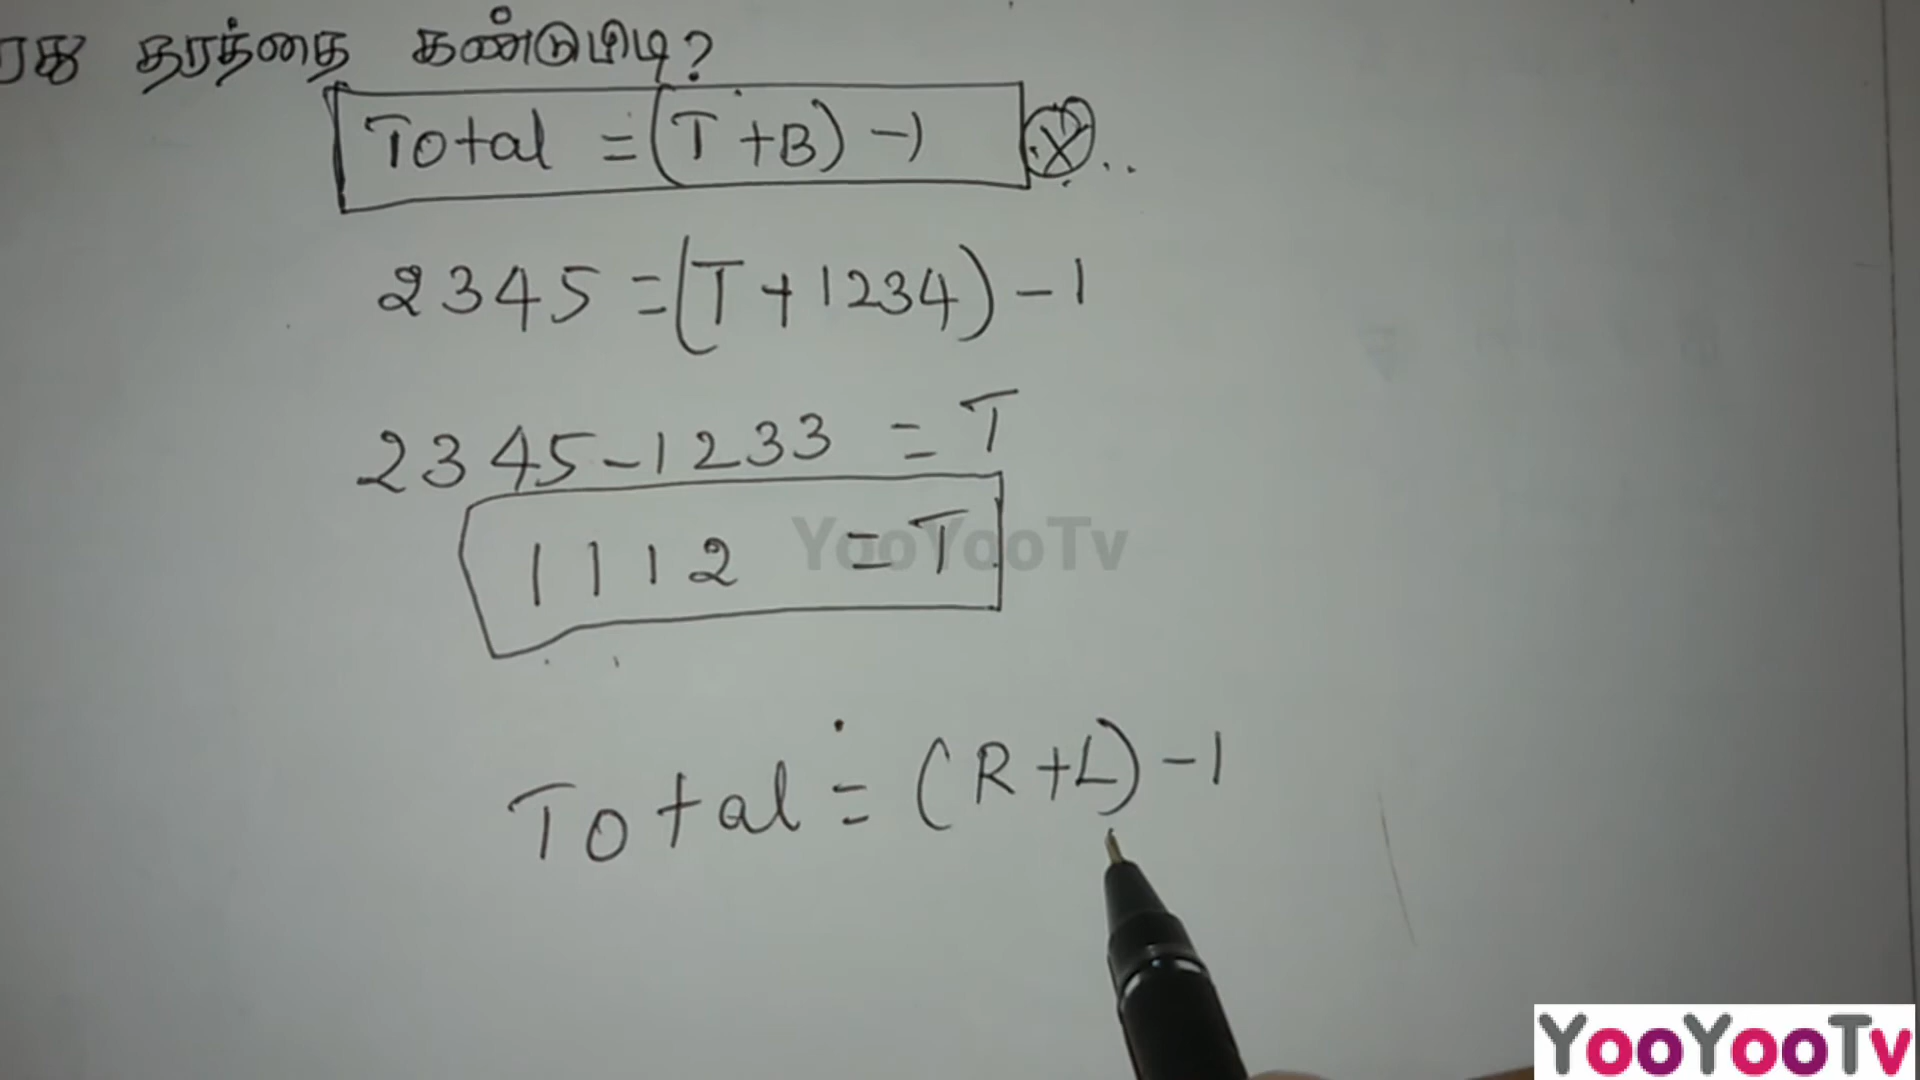 தரத்தை கண்டுபிடி?
Total = (T+B) -1
2345 = (T + 1234) - 1
2345 - 1233 = T
1112 = T
YooYooTv
Total = (R+L) -1
YooYooTv